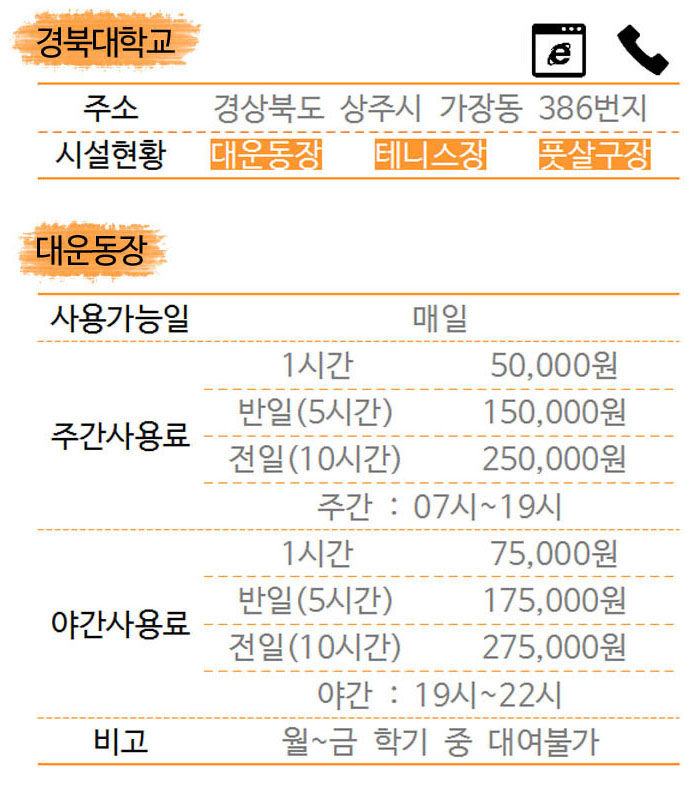 경북대학교
주소 경상북도 상주시 가장동 386번지
시설현황 대운동장 테니스장 풋살구장
대운동장
사용가능일 매일
주간사용료
1시간 50,000원
반일(5시간) 150,000원
전일(10시간) 250,000원
주간 : 07시~19시
야간사용료
1시간 75,000원
반일(5시간) 175,000원
전일(10시간) 275,000원
야간 : 19시~22시
비고 월~금 학기 중 대여불가